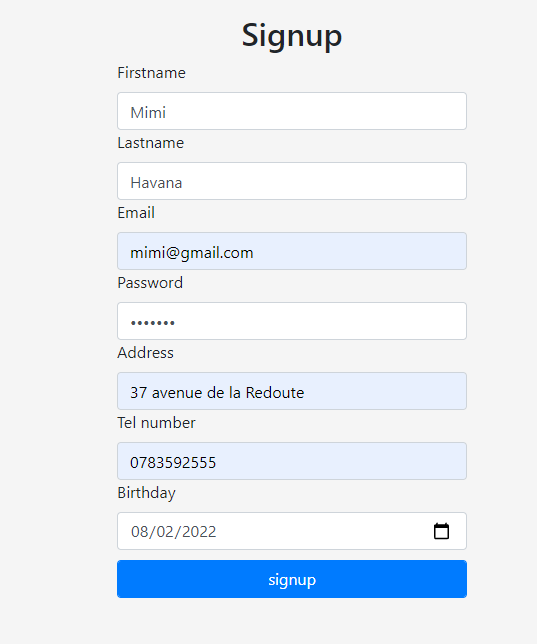 Signup
Firstname
Mimi
Lastname
Havana
Email
mimi@gmail.com
Password
•••••••
Address
37 avenue de la Redoute
Tel number
0783592555
Birthday
08/02/2022
signup